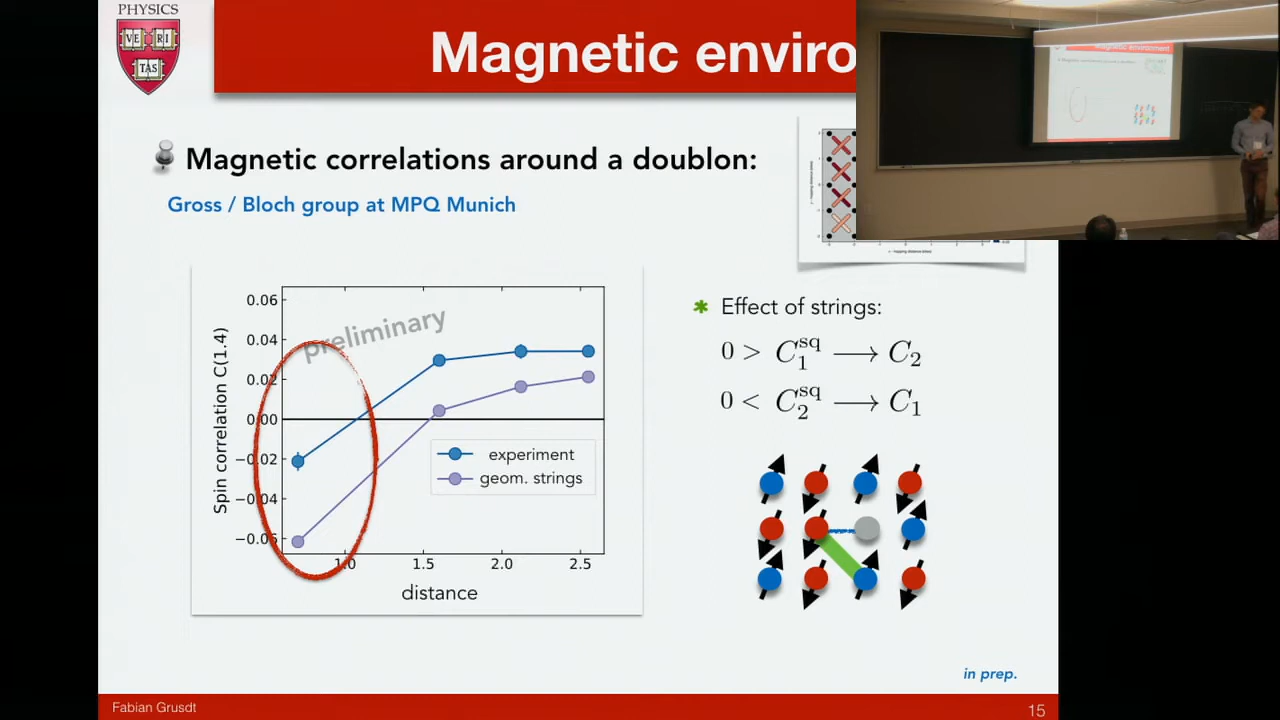 PHYSICS
VE RI
TAS
Magnetic enviro
Magnetic correlations around a doublon:
Gross / Bloch group at MPQ Munich
preliminary
Spin correlation C(1.4)
0.06
0.04
0.02
0.00
−0.02
−0.04
−0.06
1.0
1.5
2.0
2.5
distance
experiment
geom. strings
Effect of strings:
0 > C₁^sq ⟶ C₂
0 < C₂^sq ⟶ C₁
in prep.
Fabian Grusdt
15